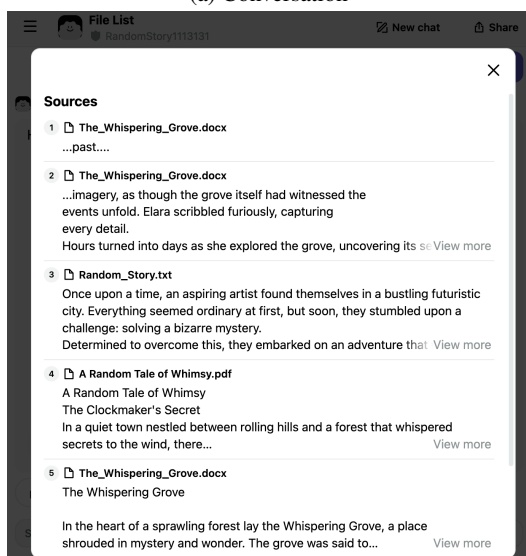 (a) Conversation
File List
RandomStory1113131
New chat
Share
Sources
1 The_Whispering_Grove.docx
...past....
2 The_Whispering_Grove.docx
...imagery, as though the grove itself had witnessed the
events unfold. Elara scribbled furiously, capturing
every detail.
Hours turned into days as she explored the grove, uncovering its se View more
3 Random_Story.txt
Once upon a time, an aspiring artist found themselves in a bustling futuristic
city. Everything seemed ordinary at first, but soon, they stumbled upon a
challenge: solving a bizarre mystery.
Determined to overcome this, they embarked on an adventure that View more
4 A Random Tale of Whimsy.pdf
A Random Tale of Whimsy
The Clockmaker's Secret
In a quiet town nestled between rolling hills and a forest that whispered
secrets to the wind, there... View more
5 The_Whispering_Grove.docx
The Whispering Grove
In the heart of a sprawling forest lay the Whispering Grove, a place
shrouded in mystery and wonder. The grove was said to... View more